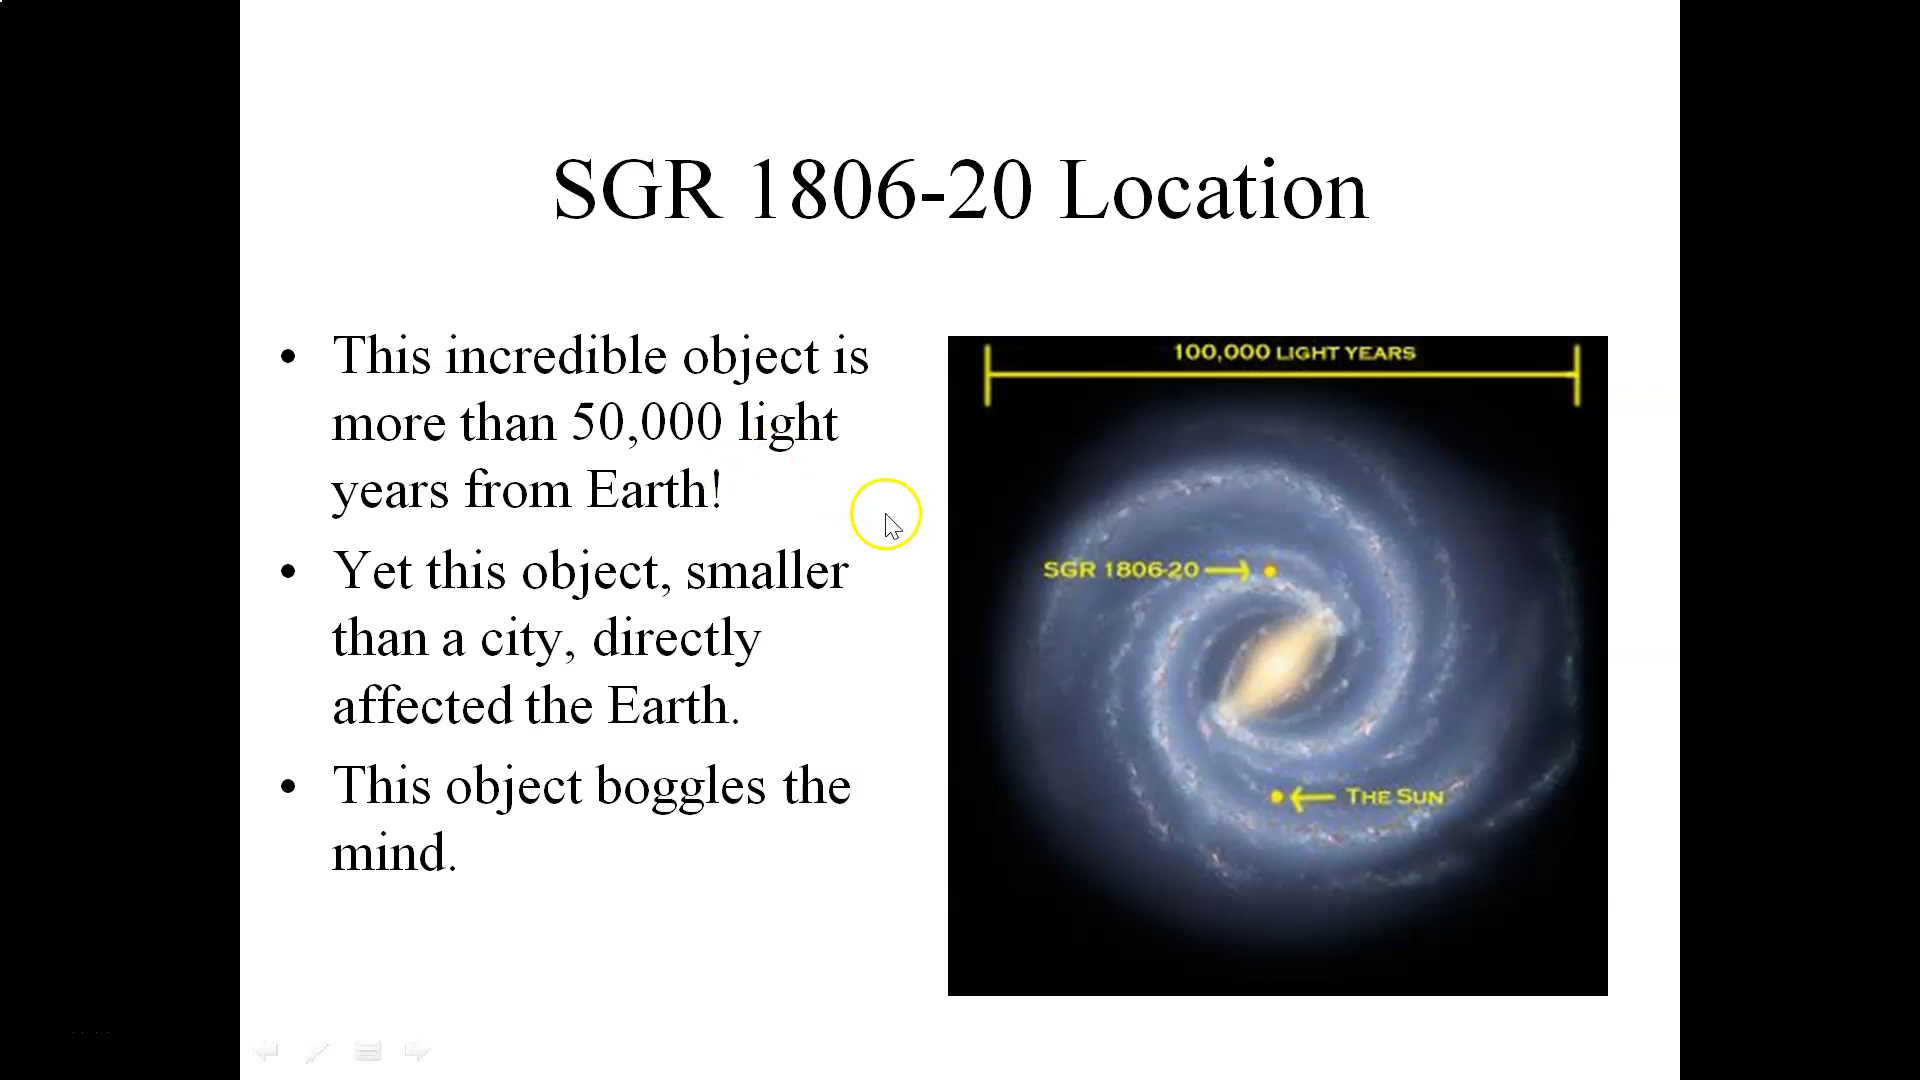 SGR 1806-20 Location
• This incredible object is
more than 50,000 light
years from Earth!
• Yet this object, smaller
than a city, directly
affected the Earth.
• This object boggles the
mind.
100,000 LIGHT YEARS
SGR 1806-20
THE SUN